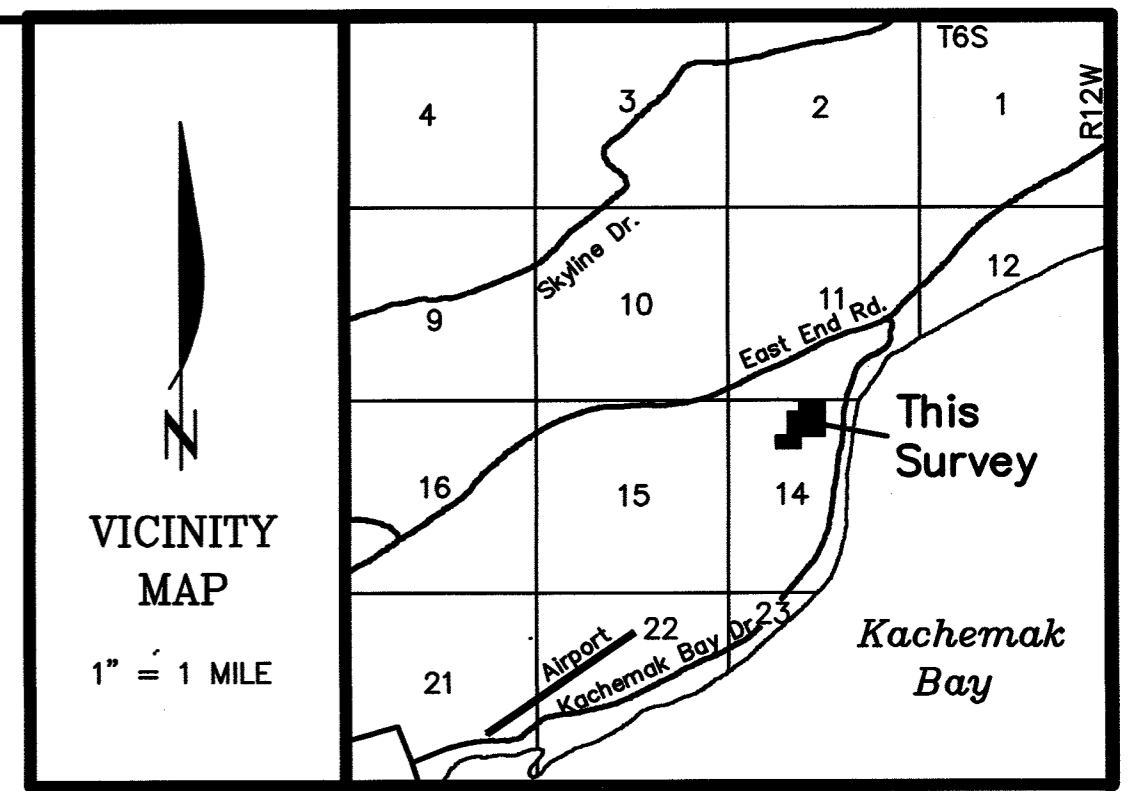 N
VICINITY
MAP
1" = 1 MILE
T6S
R12W
4
3
2
1
Skyline Dr.
9
10
11
12
East End Rd.
This
Survey
16
15
14
21
22
23
Airport
Kachemak Bay Dr.
Kachemak
Bay